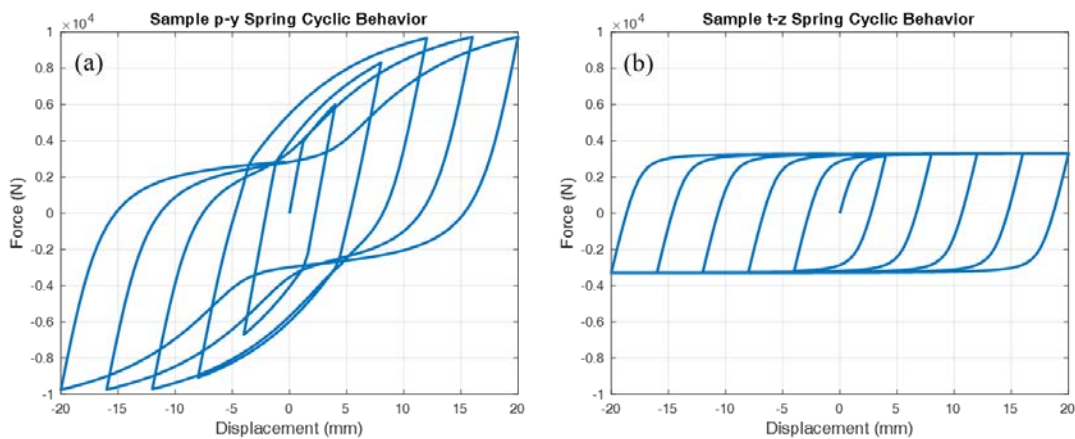 Sample p-y Spring Cyclic Behavior
×10⁴
(a)
1
0.8
0.6
0.4
0.2
0
-0.2
-0.4
-0.6
-0.8
-1
Force (N)
-20 -15 -10 -5 0 5 10 15 20
Displacement (mm)
Sample t-z Spring Cyclic Behavior
×10⁴
(b)
1
0.8
0.6
0.4
0.2
0
-0.2
-0.4
-0.6
-0.8
-1
Force (N)
-20 -15 -10 -5 0 5 10 15 20
Displacement (mm)